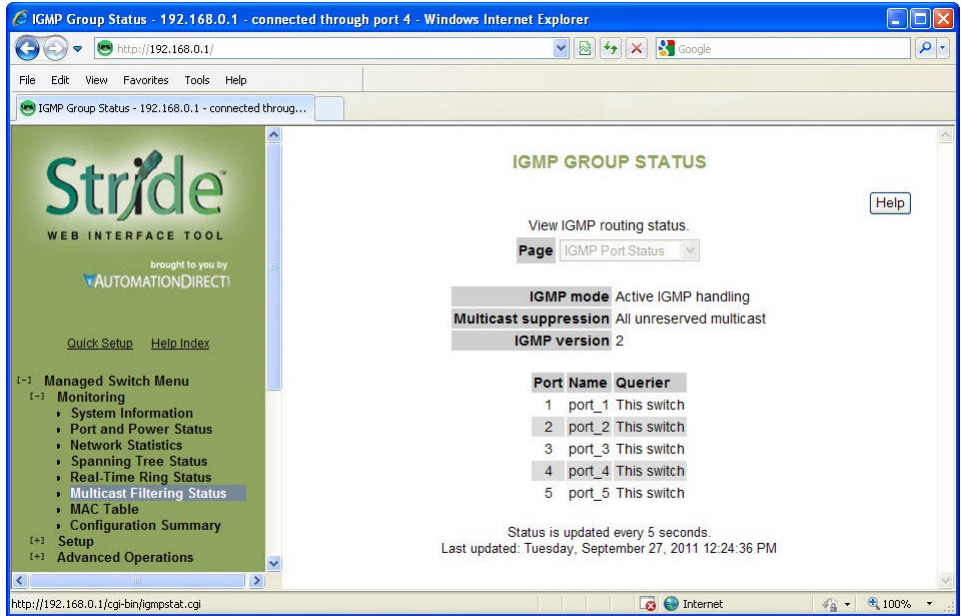 IGMP Group Status - 192.168.0.1 - connected through port 4 - Windows Internet Explorer
http://192.168.0.1/
Google
File Edit View Favorites Tools Help
IGMP Group Status - 192.168.0.1 - connected throug...
Stride
WEB INTERFACE TOOL
brought to you by
AUTOMATIONDIRECT
Quick Setup Help Index
[-] Managed Switch Menu
[-] Monitoring
System Information
Port and Power Status
Network Statistics
Spanning Tree Status
Real-Time Ring Status
Multicast Filtering Status
MAC Table
Configuration Summary
[+] Setup
[+] Advanced Operations
IGMP GROUP STATUS
Help
View IGMP routing status.
Page IGMP Port Status
IGMP mode Active IGMP handling
Multicast suppression All unreserved multicast
IGMP version 2
Port Name Querier
1 port_1 This switch
2 port_2 This switch
3 port_3 This switch
4 port_4 This switch
5 port_5 This switch
Status is updated every 5 seconds.
Last updated: Tuesday, September 27, 2011 12:24:36 PM
http://192.168.0.1/cgi-bin/igmpstat.cgi
Internet
100%